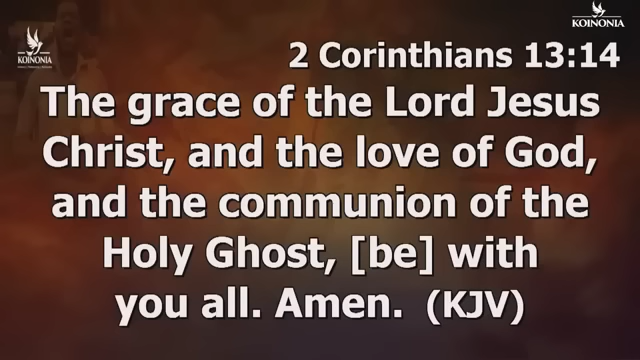 KOINONIA
KOINONIA
2 Corinthians 13:14
The grace of the Lord Jesus
Christ, and the love of God,
and the communion of the
Holy Ghost, [be] with
you all. Amen. (KJV)